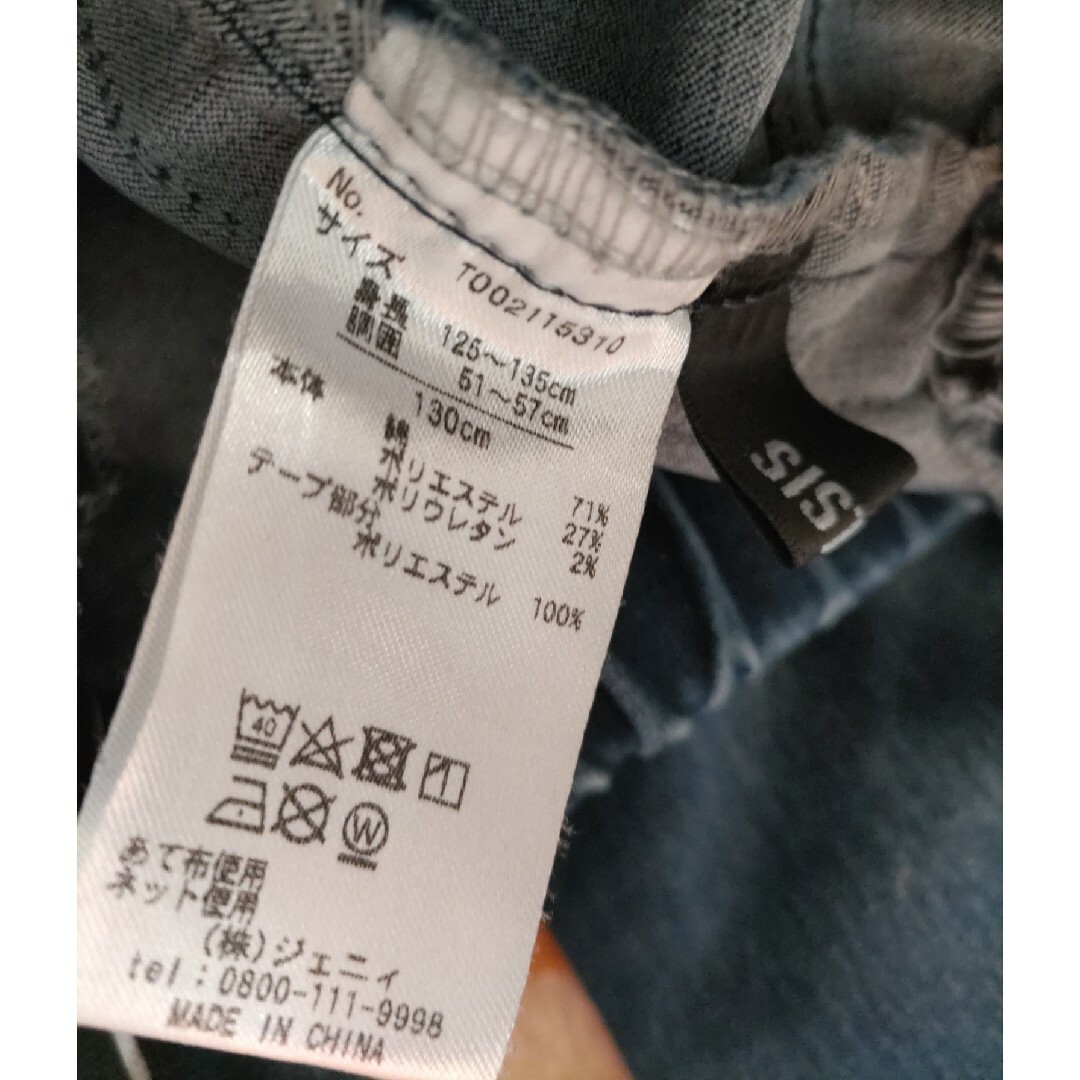 No. T002115310
サイズ
身長 125～135cm
胴囲 51～57cm
130cm
本体
綿 71%
ポリエステル 27%
ポリウレタン 2%
テープ部分
ポリエステル 100%
40
W
あて布使用
ネット使用
(株)ジェニィ
tel:0800-111-9998
MADE IN CHINA
SIS